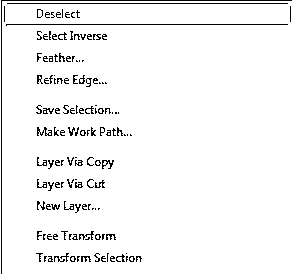 Deselect
Select Inverse
Feather...
Refine Edge...
Save Selection...
Make Work Path...
Layer Via Copy
Layer Via Cut
New Layer...
Free Transform
Transform Selection